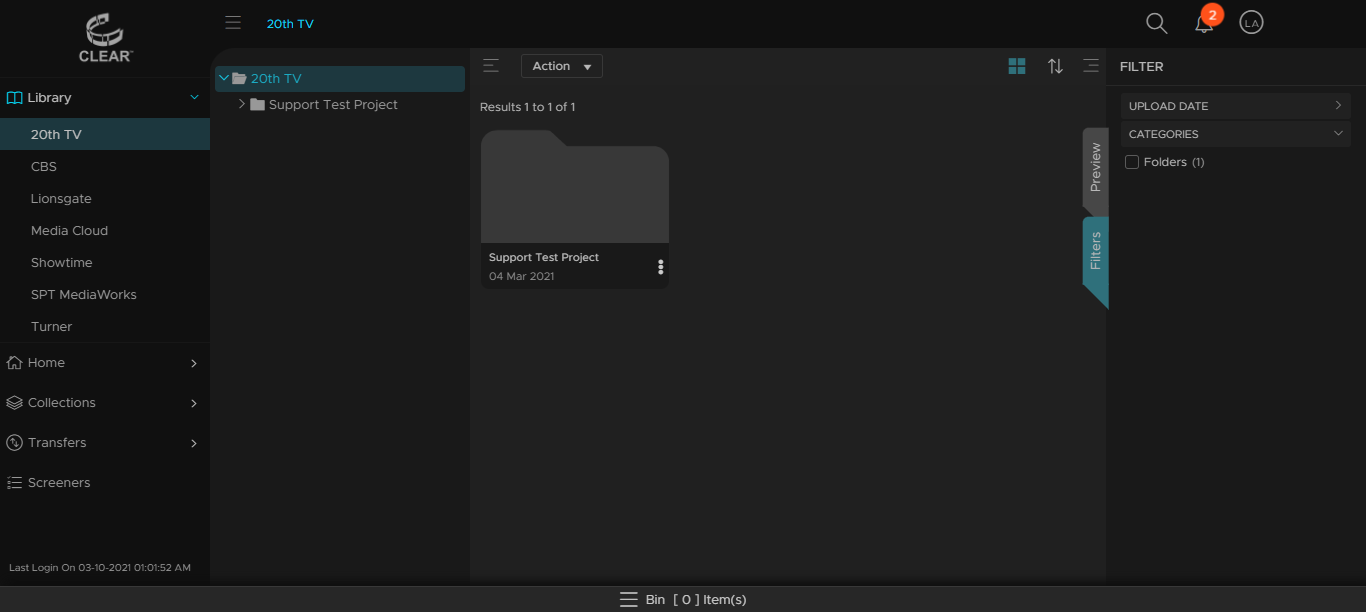 CLEAR™
20th TV
2
LA
Library
20th TV
CBS
Lionsgate
Media Cloud
Showtime
SPT MediaWorks
Turner
Home
Collections
Transfers
Screeners
Last Login On 03-10-2021 01:01:52 AM
20th TV
Support Test Project
Action
Results 1 to 1 of 1
Support Test Project
04 Mar 2021
Preview
Filters
FILTER
UPLOAD DATE
CATEGORIES
Folders (1)
Bin [ 0 ] Item(s)